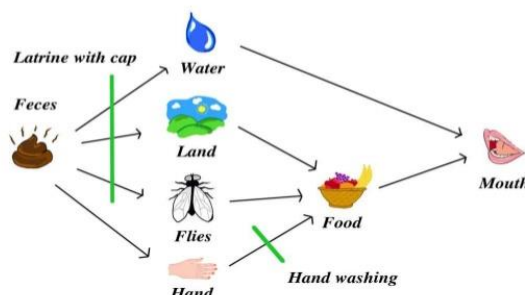 Latrine with cap
Water
Feces
Land
Mouth
Flies
Food
Hand washing
Hand